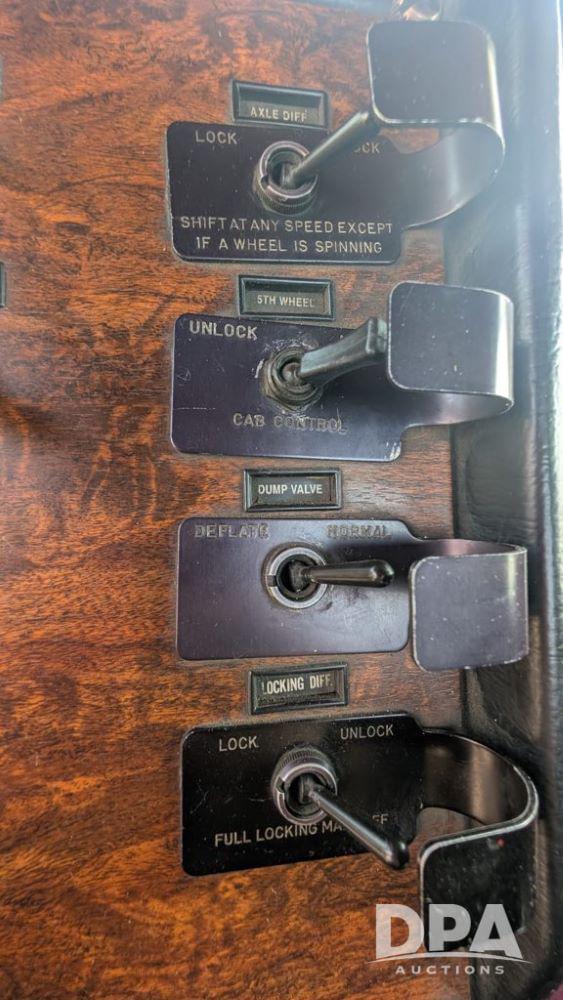 AXLE DIFF
LOCK
SHIFT AT ANY SPEED EXCEPT
IF A WHEEL IS SPINNING
5TH WHEEL
UNLOCK
CAB CONTROL
DUMP VALVE
DEFLATE NORMAL
LOCKING DIFF.
LOCK UNLOCK
FULL LOCKING
DPA
AUCTIONS